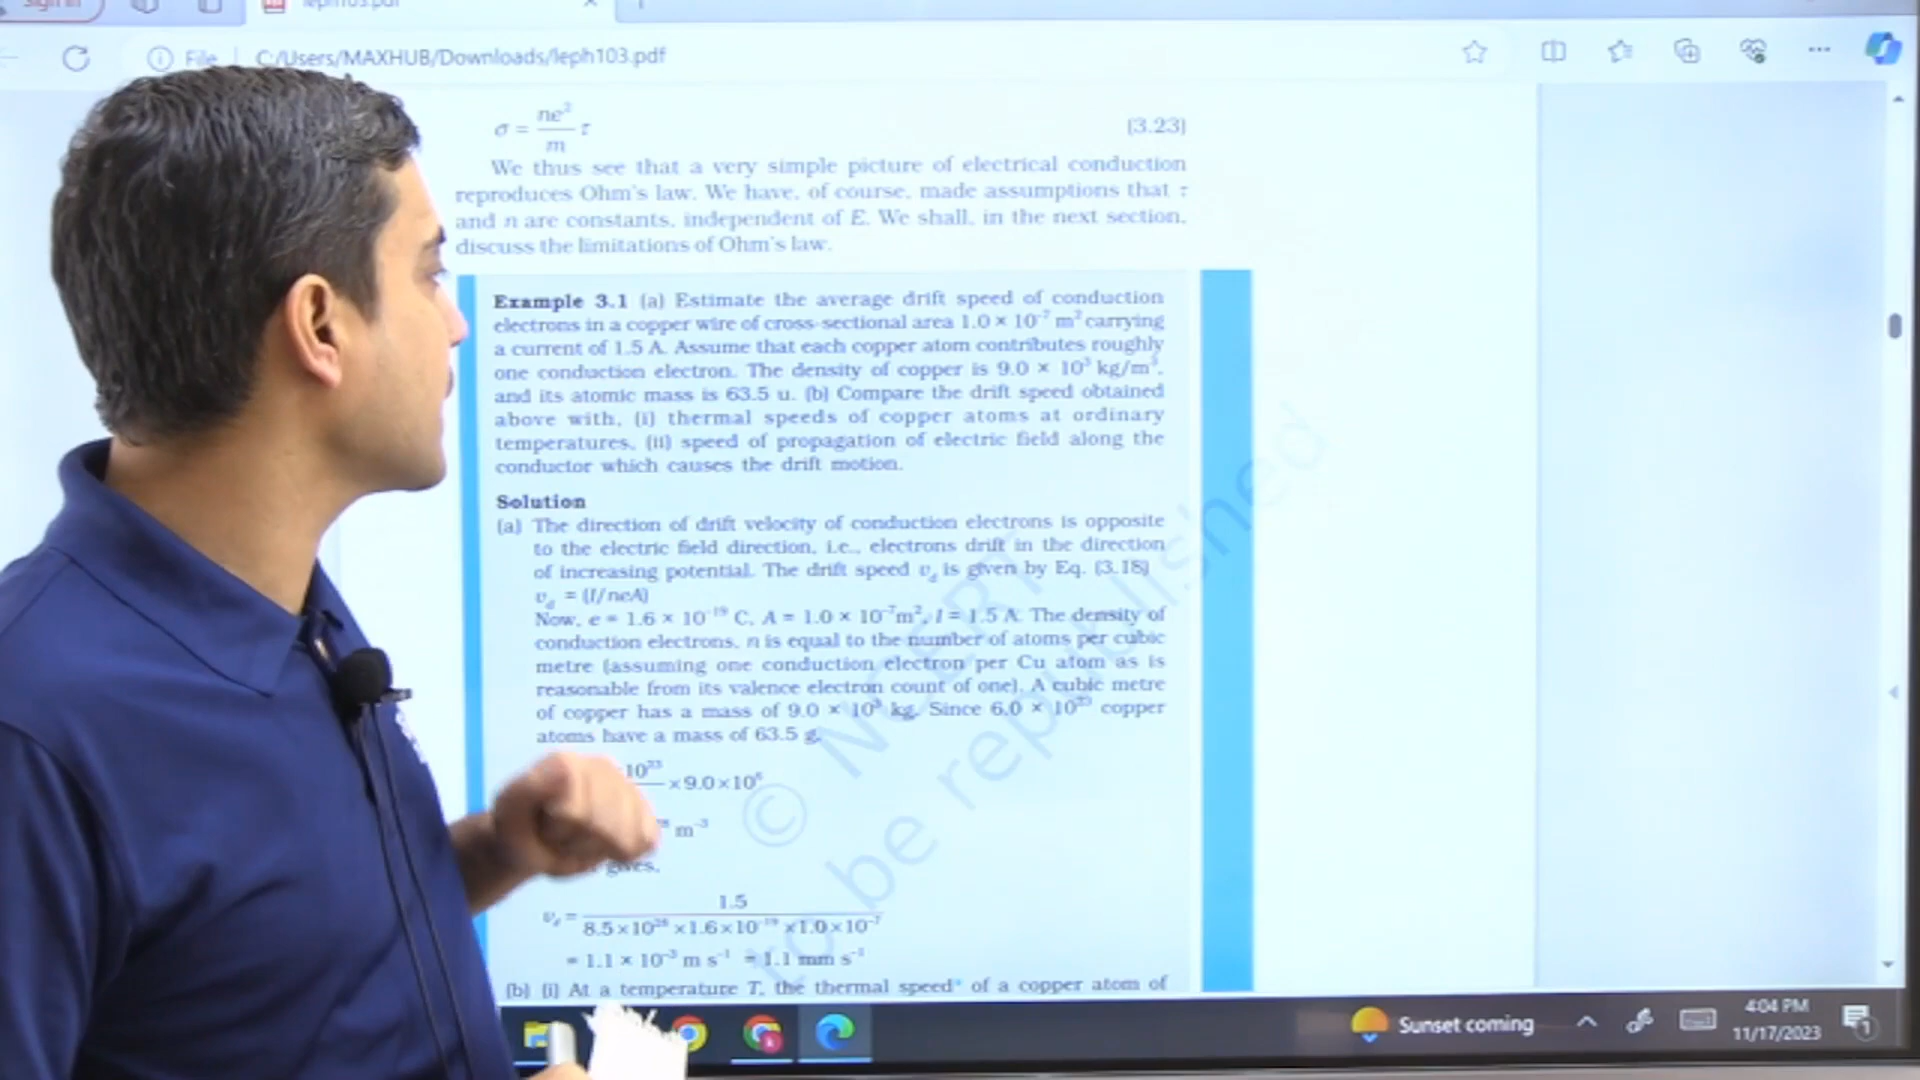 Sign in
leph103.pdf
File | C:/Users/MAXHUB/Downloads/leph103.pdf
σ = ne² / m τ (3.23)
We thus see that a very simple picture of electrical conduction
reproduces Ohm's law. We have, of course, made assumptions that τ
and n are constants, independent of E. We shall, in the next section,
discuss the limitations of Ohm's law.
Example 3.1 (a) Estimate the average drift speed of conduction
electrons in a copper wire of cross-sectional area 1.0 × 10⁻⁷ m² carrying
a current of 1.5 A. Assume that each copper atom contributes roughly
one conduction electron. The density of copper is 9.0 × 10³ kg/m³,
and its atomic mass is 63.5 u. (b) Compare the drift speed obtained
above with, (i) thermal speeds of copper atoms at ordinary
temperatures, (ii) speed of propagation of electric field along the
conductor which causes the drift motion.
Solution
(a) The direction of drift velocity of conduction electrons is opposite
to the electric field direction, i.e., electrons drift in the direction
of increasing potential. The drift speed v_d is given by Eq. (3.18)
v_d = (I/neA)
Now, e = 1.6 × 10⁻¹⁹ C, A = 1.0 × 10⁻⁷m², I = 1.5 A. The density of
conduction electrons, n is equal to the number of atoms per cubic
metre (assuming one conduction electron per Cu atom as is
reasonable from its valence electron count of one). A cubic metre
of copper has a mass of 9.0 × 10³ kg. Since 6.0 × 10²³ copper
atoms have a mass of 63.5 g,
10²³ × 9.0 × 10⁶
m⁻³
gives,
v_d = 1.5 / 8.5 × 10²⁸ × 1.6 × 10⁻¹⁹ × 1.0 × 10⁻⁷
= 1.1 × 10⁻³ m s⁻¹ = 1.1 mm s⁻¹
(b) (i) At a temperature T, the thermal speed* of a copper atom of
© NCERT
to be republished
Sunset coming
4:04 PM
11/17/2023
1